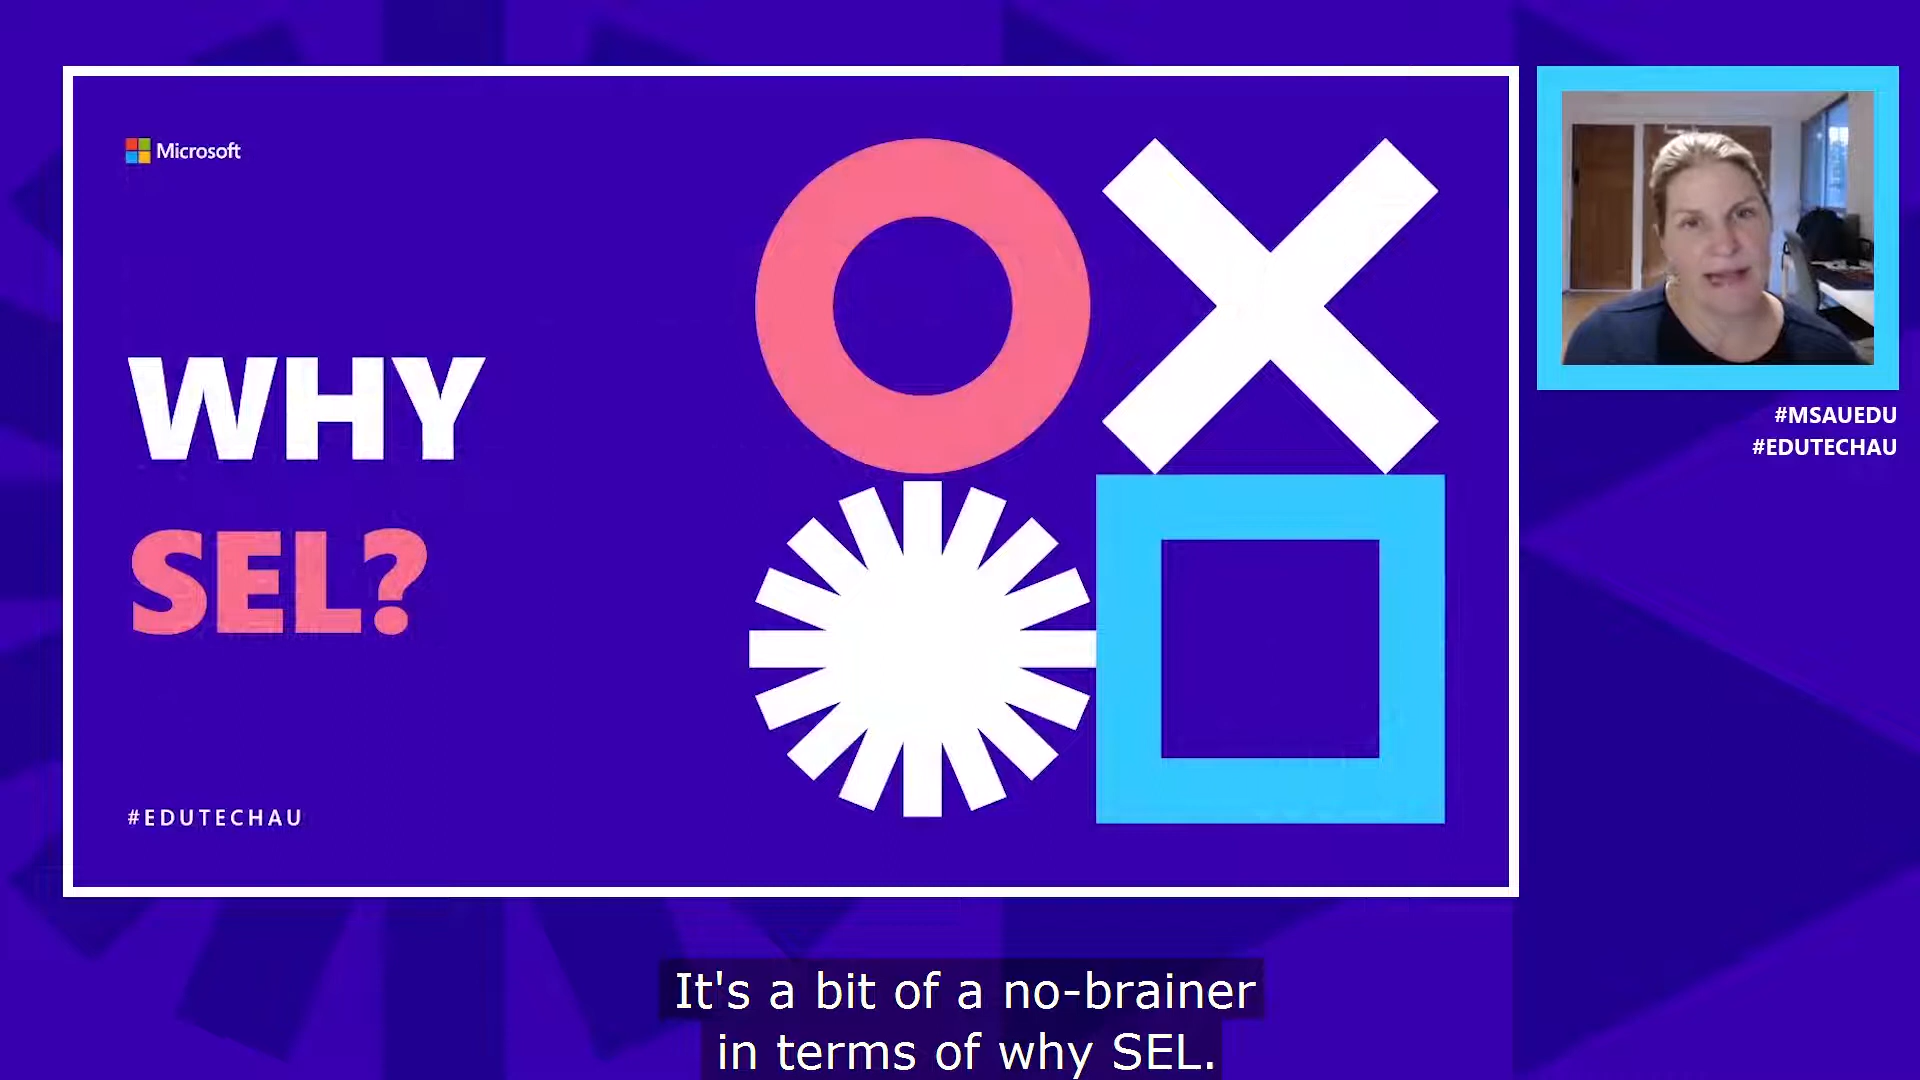 Microsoft
WHY
SEL?
#EDUTECHAU
#MSAUEDU
#EDUTECHAU
It's a bit of a no-brainer
in terms of why SEL.